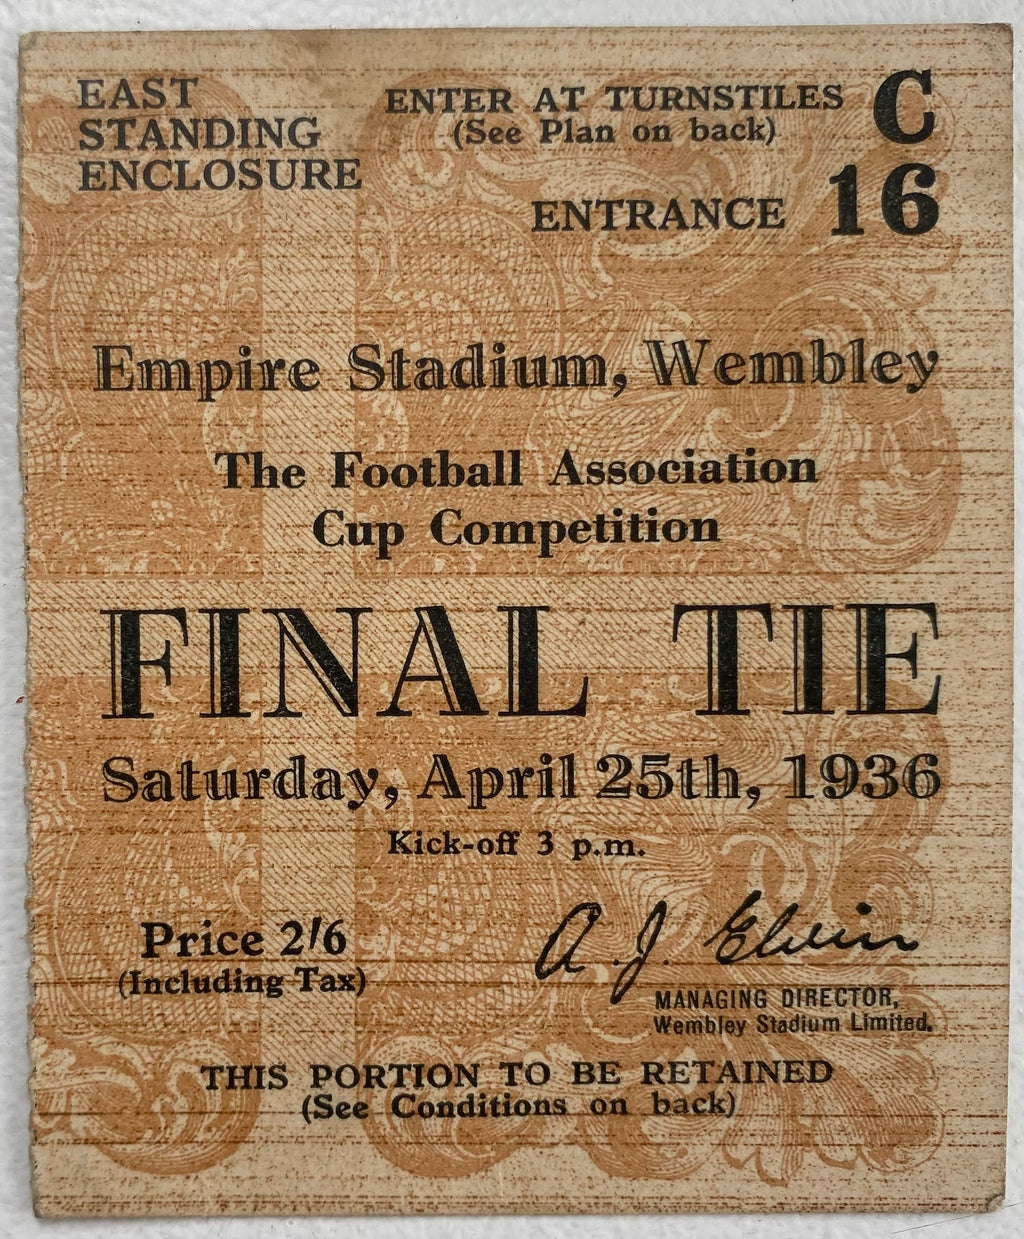 EAST
STANDING
ENCLOSURE
ENTER AT TURNSTILES C
(See Plan on back)
ENTRANCE 16
Empire Stadium, Wembley
The Football Association
Cup Competition
FINAL TIE
Saturday, April 25th, 1936
Kick-off 3 p.m.
Price 2/6
(Including Tax)
A. J. Elvin
MANAGING DIRECTOR,
Wembley Stadium Limited.
THIS PORTION TO BE RETAINED
(See Conditions on back)